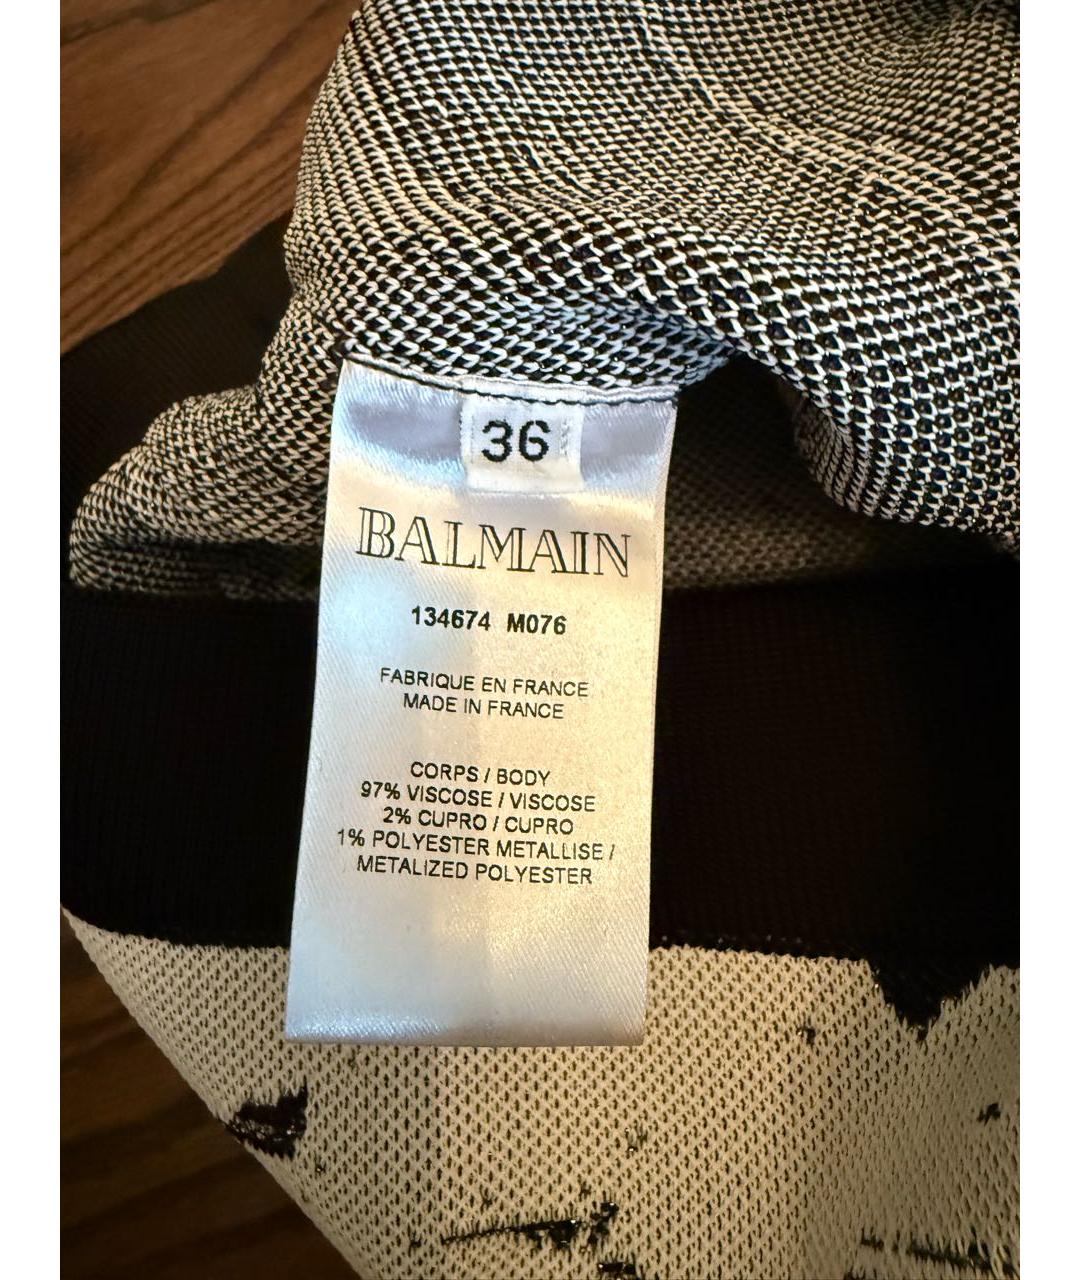 36
BALMAIN
134674 M076
FABRIQUE EN FRANCE
MADE IN FRANCE
CORPS / BODY
97% VISCOSE / VISCOSE
2% CUPRO / CUPRO
1% POLYESTER METALLISE /
METALIZED POLYESTER